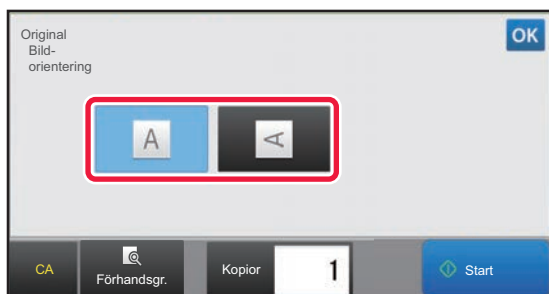 Original
Bild-
orientering
OK
A
A
CA
Förhandsgr.
Kopior
1
Start